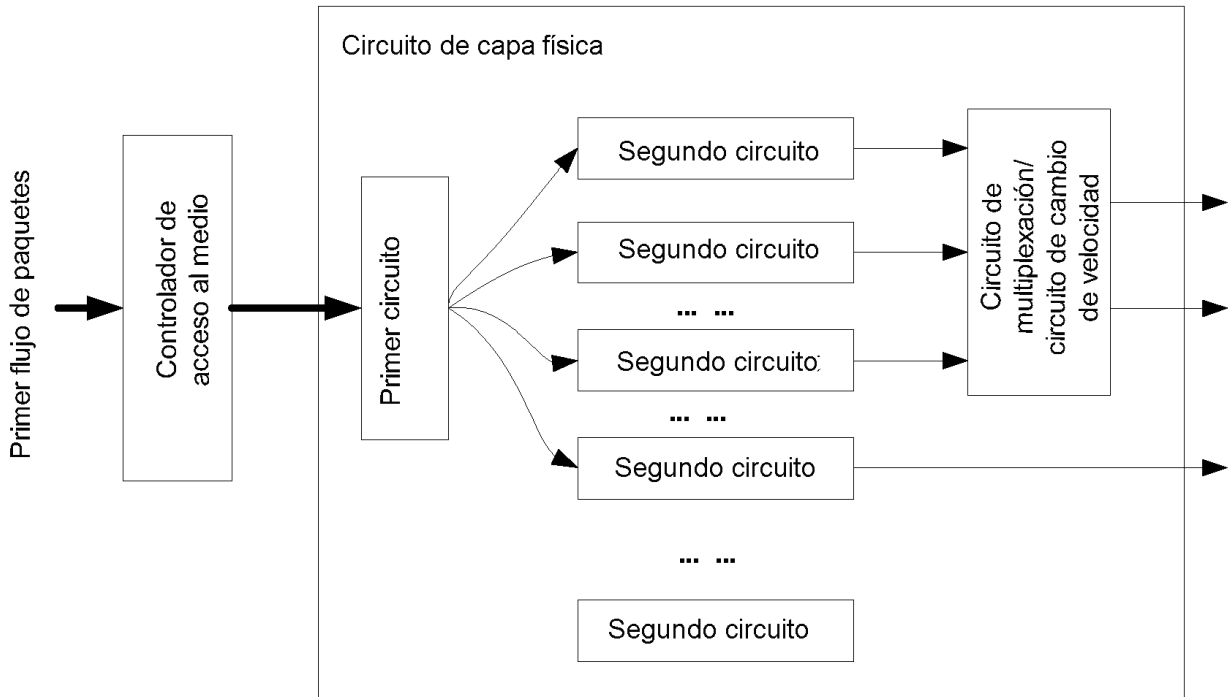 Circuito de capa física
Primer flujo de paquetes
Controlador de
acceso al medio
Primer circuito
Segundo circuito
Segundo circuito
... ...
Segundo circuito
... ...
Segundo circuito
... ...
Segundo circuito
Circuito de
multiplexación/
circuito de cambio
de velocidad